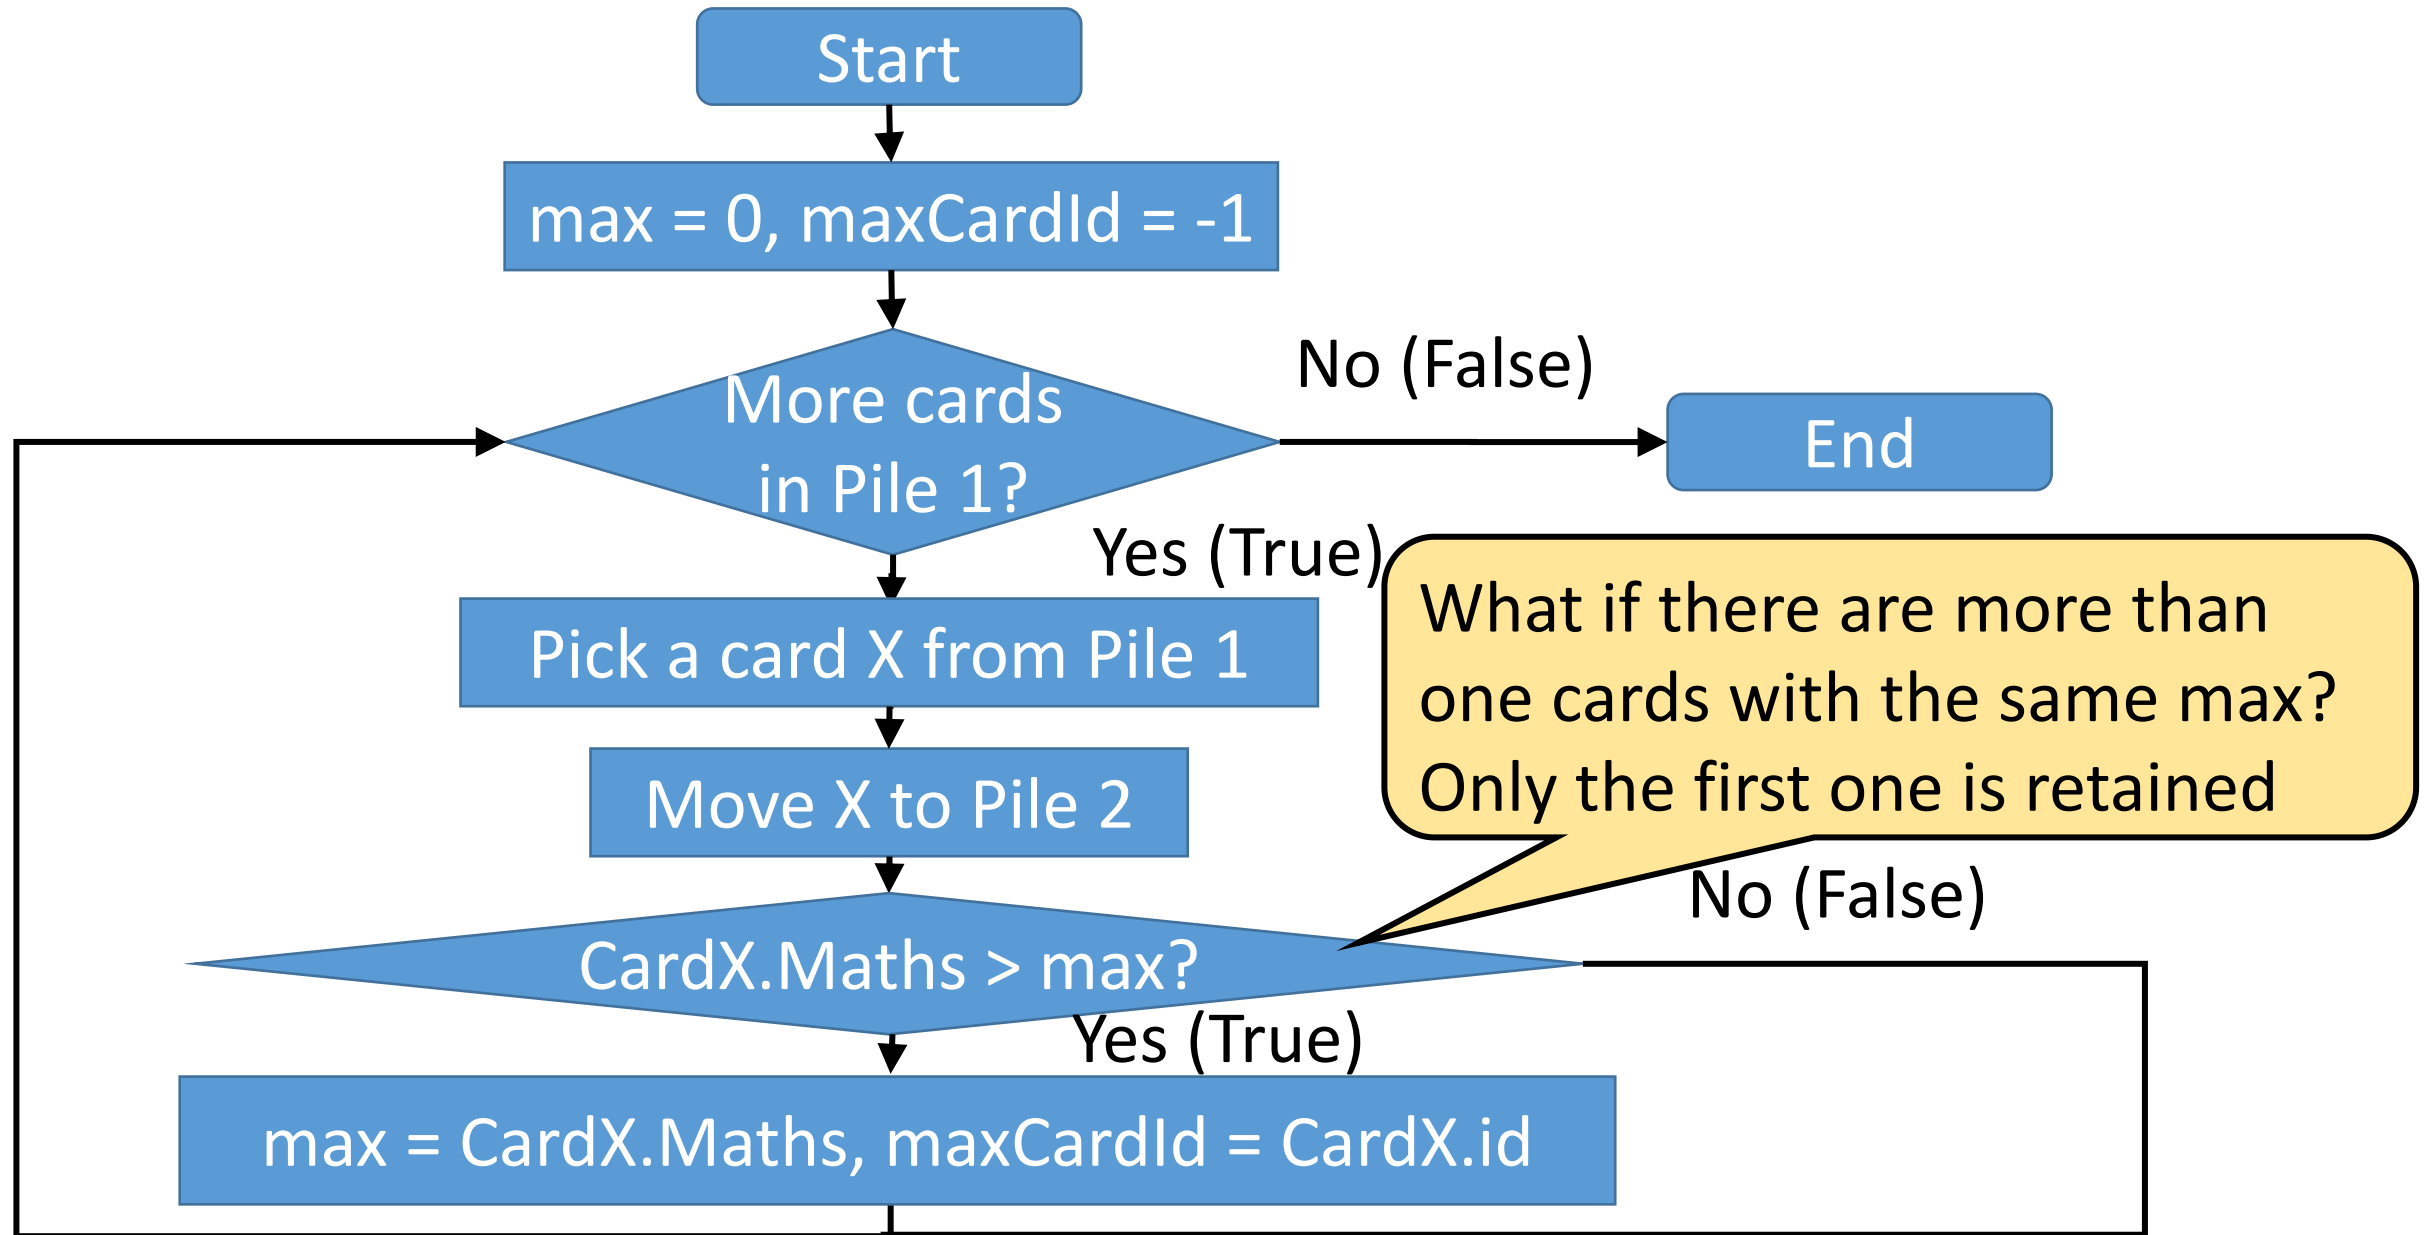 Start
max = 0, maxCardId = -1
More cards
in Pile 1?
No (False)
End
Yes (True)
Pick a card X from Pile 1
Move X to Pile 2
What if there are more than
one cards with the same max?
Only the first one is retained
CardX.Maths > max?
No (False)
Yes (True)
max = CardX.Maths, maxCardId = CardX.id